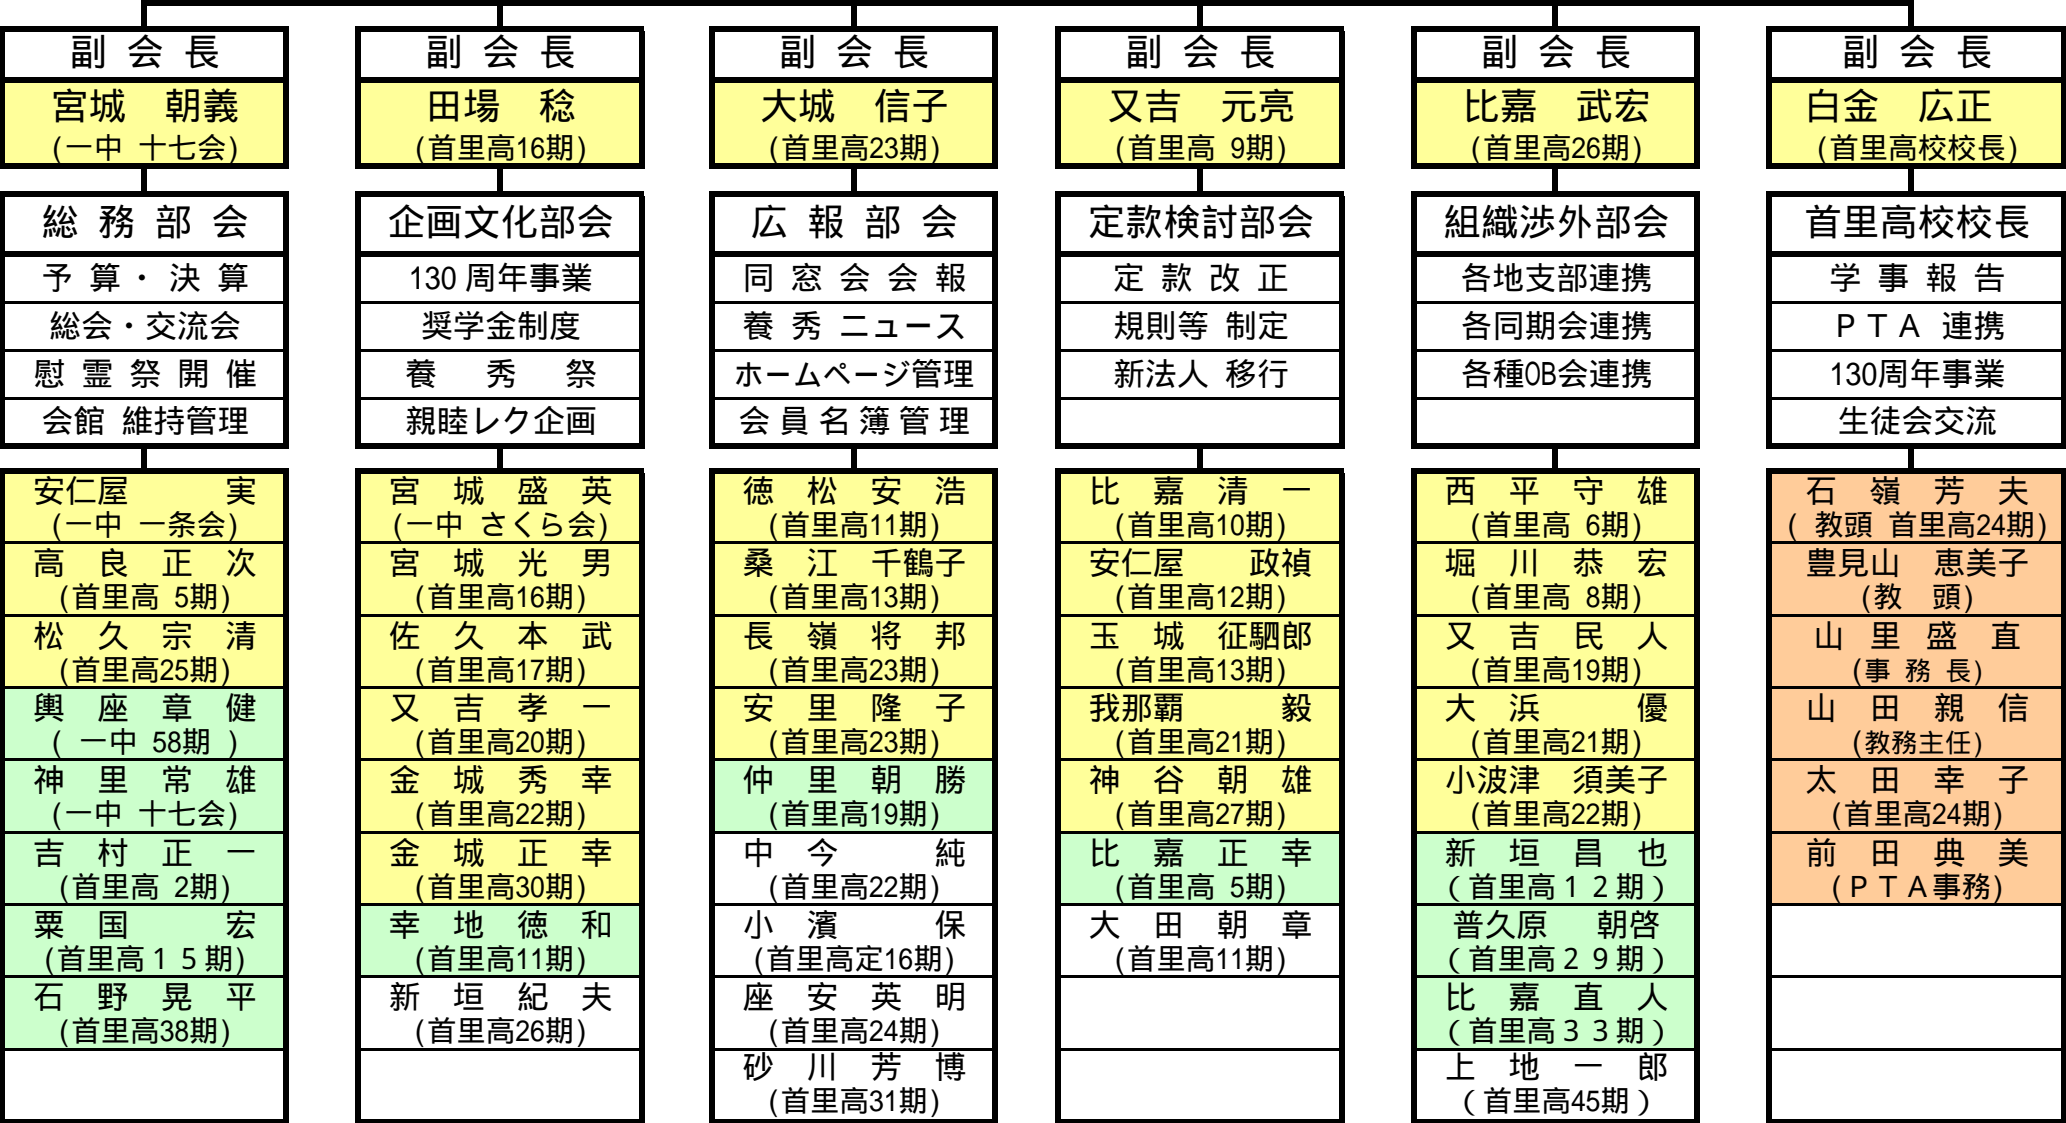 副 会 長
宮城 朝義
(一中 十七会)
総 務 部 会
予 算 ・ 決 算
総会・交流会
慰 霊 祭 開 催
会館 維持管理
安仁屋 実
(一中 一条会)
高 良 正 次
(首里高 5期)
松 久 宗 清
(首里高25期)
輿 座 章 健
( 一中 58期 )
神 里 常 雄
(一中 十七会)
吉 村 正 一
(首里高 2期)
粟 国 宏
(首里高１５期)
石 野 晃 平
(首里高38期)
副 会 長
田場 稔
(首里高16期)
企画文化部会
130 周年事業
奨学金制度
養 秀 祭
親睦レク企画
宮 城 盛 英
(一中 さくら会)
宮 城 光 男
(首里高16期)
佐 久 本 武
(首里高17期)
又 吉 孝 一
(首里高20期)
金 城 秀 幸
(首里高22期)
金 城 正 幸
(首里高30期)
幸 地 徳 和
(首里高11期)
新 垣 紀 夫
(首里高26期)
副 会 長
大城 信子
(首里高23期)
広 報 部 会
同 窓 会 会 報
養 秀 ニュース
ホームページ管理
会 員 名 簿 管 理
徳 松 安 浩
(首里高11期)
桑 江 千鶴子
(首里高13期)
長 嶺 将 邦
(首里高23期)
安 里 隆 子
(首里高23期)
仲 里 朝 勝
(首里高19期)
中 今 純
(首里高22期)
小 濱 保
(首里高定16期)
座 安 英 明
(首里高24期)
砂 川 芳 博
(首里高31期)
副 会 長
又吉 元亮
(首里高 9期)
定款検討部会
定 款 改 正
規則等 制定
新法人 移行
比 嘉 清 一
(首里高10期)
安仁屋 政禎
(首里高12期)
玉 城 征駟郎
(首里高13期)
我那覇 毅
(首里高21期)
神 谷 朝 雄
(首里高27期)
比 嘉 正 幸
(首里高 5期)
大 田 朝 章
(首里高11期)
副 会 長
比嘉 武宏
(首里高26期)
組織渉外部会
各地支部連携
各同期会連携
各種OB会連携
西 平 守 雄
(首里高 6期)
堀 川 恭 宏
(首里高 8期)
又 吉 民 人
(首里高19期)
大 浜 優
(首里高21期)
小波津 須美子
(首里高22期)
新 垣 昌 也
（首里高１２期）
普久原 朝啓
（首里高２９期）
比 嘉 直 人
（首里高３３期）
上 地 一 郎
（首里高45期）
副 会 長
白金 広正
(首里高校校長)
首里高校校長
学 事 報 告
ＰＴＡ 連携
130周年事業
生徒会交流
石 嶺 芳 夫
( 教頭 首里高24期)
豊見山 恵美子
(教 頭)
山 里 盛 直
(事 務 長)
山 田 親 信
(教務主任)
太 田 幸 子
(首里高24期)
前 田 典 美
(ＰＴＡ事務)